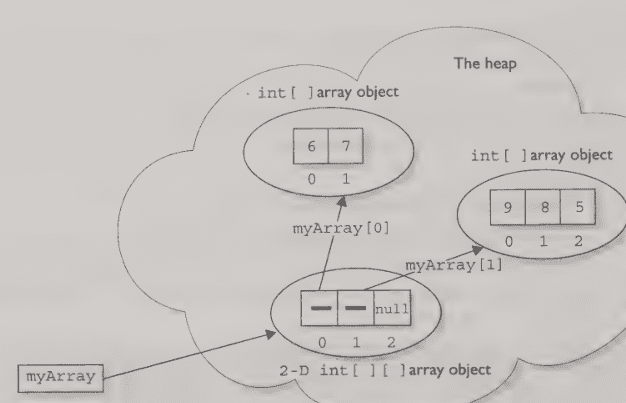 The heap
int[ ]array object
6 7
0 1
int[ ]array object
9 8 5
0 1 2
myArray[0]
myArray[1]
null
0 1 2
2-D int[ ][ ]array object
myArray